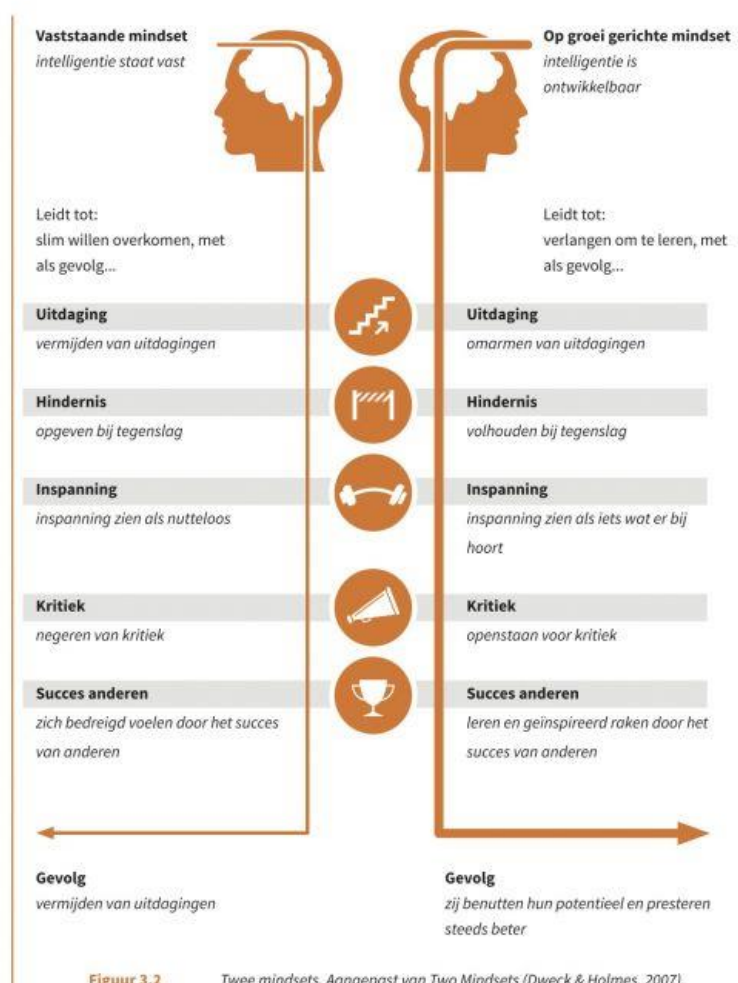 Vaststaande mindset
intelligentie staat vast
Op groei gerichte mindset
intelligentie is
ontwikkelbaar
Leidt tot:
slim willen overkomen, met
als gevolg...
Leidt tot:
verlangen om te leren, met
als gevolg...
Uitdaging
vermijden van uitdagingen
Uitdaging
omarmen van uitdagingen
Hindernis
opgeven bij tegenslag
Hindernis
volhouden bij tegenslag
Inspanning
inspanning zien als nutteloos
Inspanning
inspanning zien als iets wat er bij
hoort
Kritiek
negeren van kritiek
Kritiek
openstaan voor kritiek
Succes anderen
zich bedreigd voelen door het succes
van anderen
Succes anderen
leren en geïnspireerd raken door het
succes van anderen
Gevolg
vermijden van uitdagingen
Gevolg
zij benutten hun potentieel en presteren
steeds beter
Figuur 3.2 Twee mindsets. Aangepast van Two Mindsets (Dweck & Holmes, 2007)